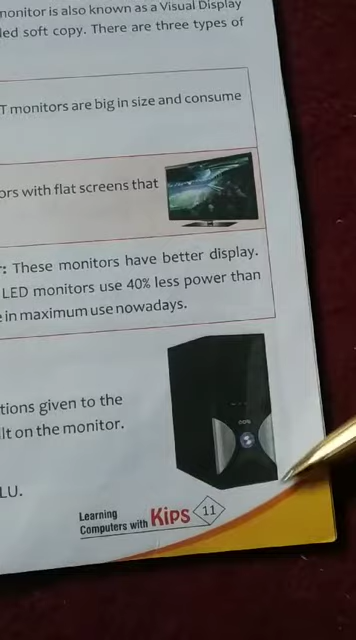 monitor is also known as a Visual Display
led soft copy. There are three types of
T monitors are big in size and consume
ors with flat screens that
r: These monitors have better display.
LED monitors use 40% less power than
e in maximum use nowadays.
tions given to the
lt on the monitor.
LU.
Learning
Computers with Kips 11